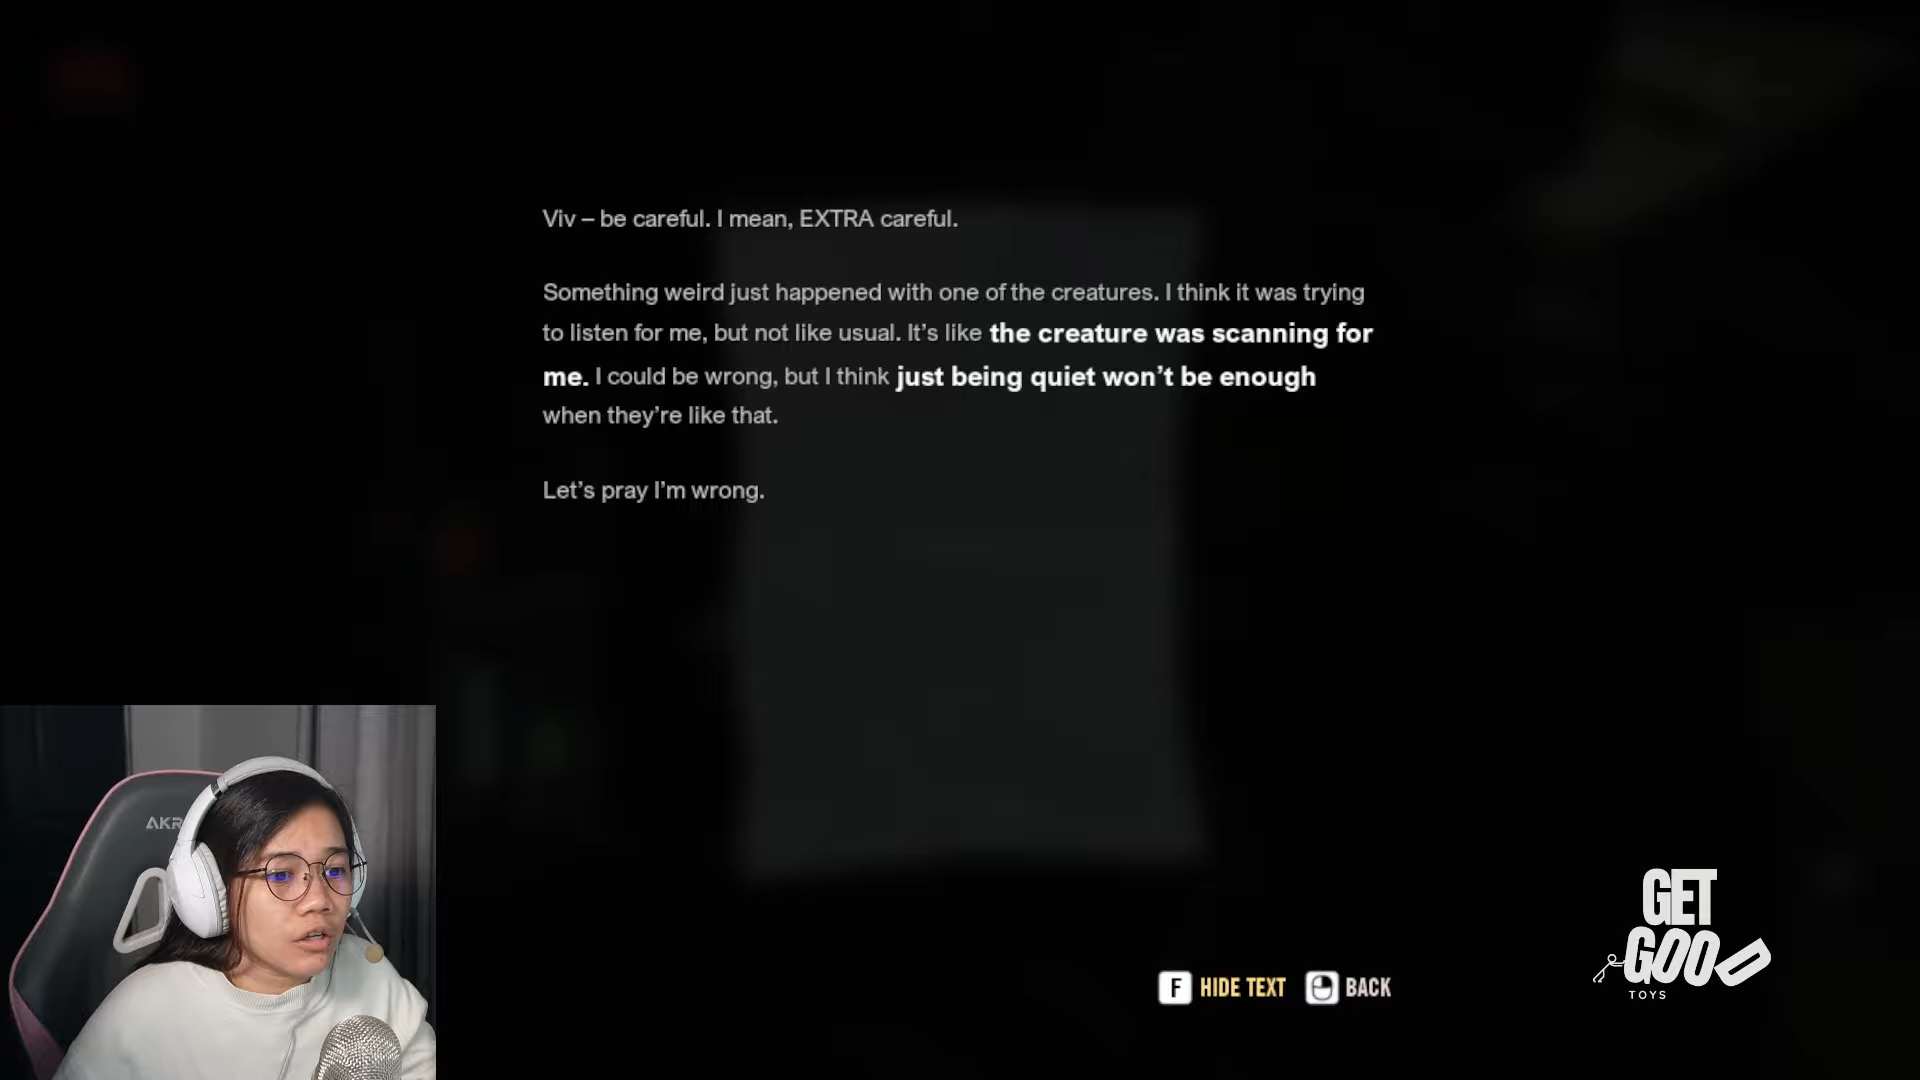 Viv – be careful. I mean, EXTRA careful.
Something weird just happened with one of the creatures. I think it was trying
to listen for me, but not like usual. It’s like the creature was scanning for
me. I could be wrong, but I think just being quiet won’t be enough
when they’re like that.
Let’s pray I’m wrong.
AKR
GET
GOOD
TOYS
F HIDE TEXT BACK